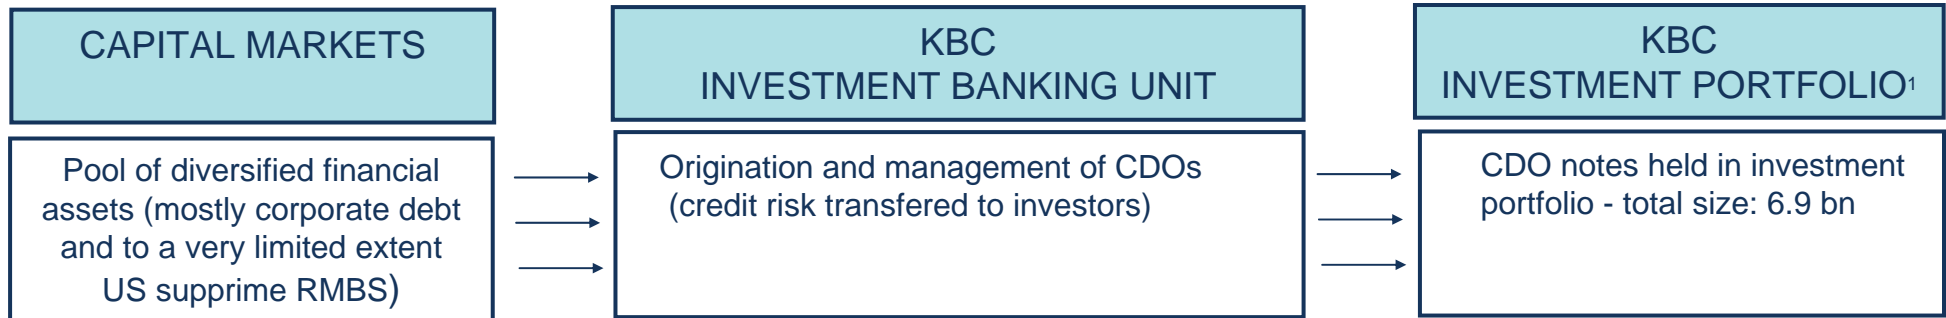 CAPITAL MARKETS
Pool of diversified financial
assets (mostly corporate debt
and to a very limited extent
US supprime RMBS)
KBC
INVESTMENT BANKING UNIT
Origination and management of CDOs
(credit risk transfered to investors)
KBC
INVESTMENT PORTFOLIO¹
CDO notes held in investment
portfolio - total size: 6.9 bn